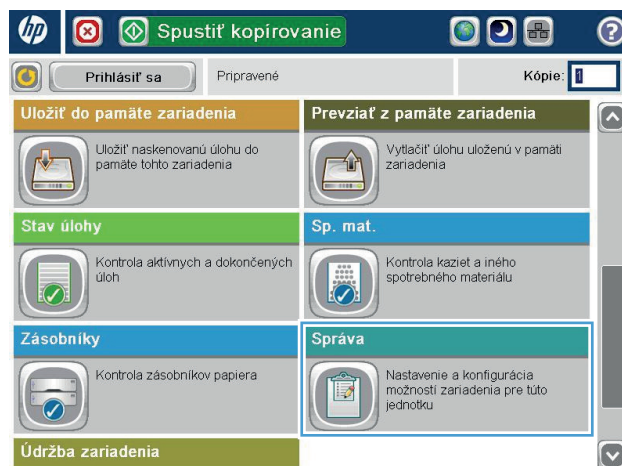 hp
Spustiť kopírovanie
?
Prihlásiť sa
Pripravené
Kópie: 1
Uložiť do pamäte zariadenia
Uložiť naskenovanú úlohu do
pamäte tohto zariadenia
Prevziať z pamäte zariadenia
Vytlačiť úlohu uloženú v pamäti
zariadenia
Stav úlohy
Kontrola aktívnych a dokončených
úloh
Sp. mat.
Kontrola kaziet a iného
spotrebného materiálu
Zásobníky
Kontrola zásobníkov papiera
Správa
Nastavenie a konfigurácia
možností zariadenia pre túto
jednotku
Údržba zariadenia